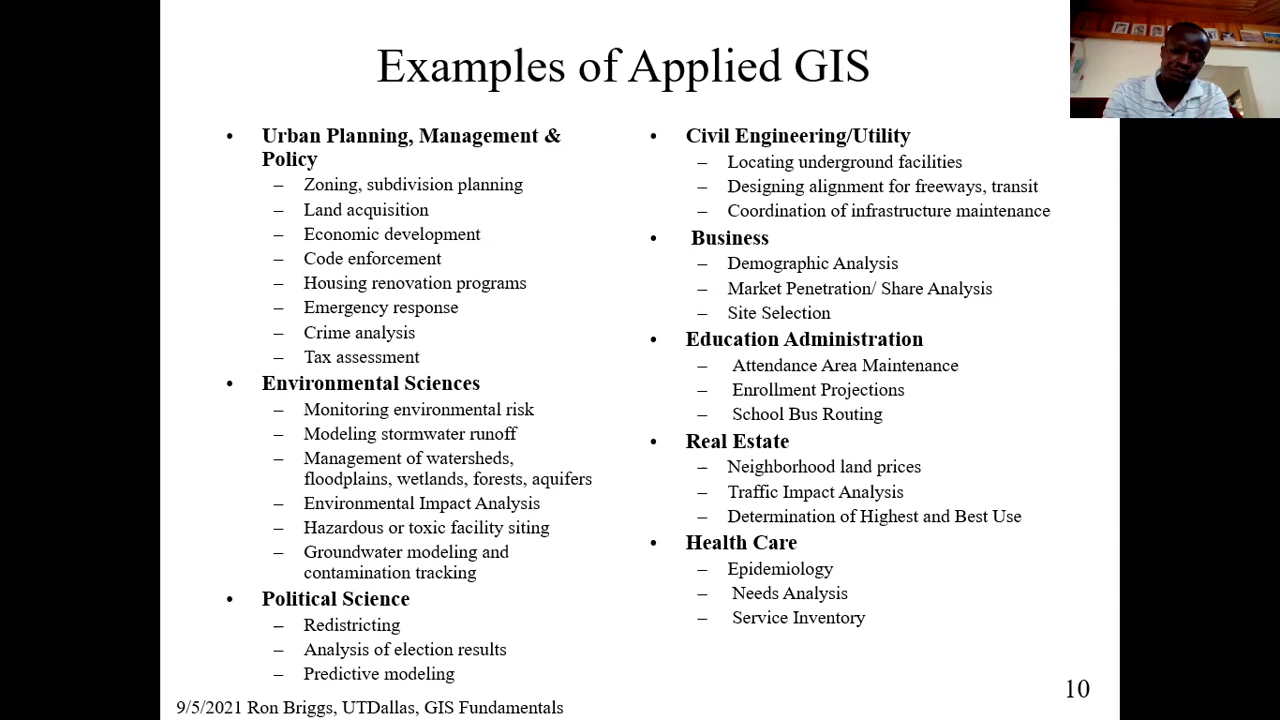 Examples of Applied GIS
• Urban Planning, Management &
Policy
– Zoning, subdivision planning
– Land acquisition
– Economic development
– Code enforcement
– Housing renovation programs
– Emergency response
– Crime analysis
– Tax assessment
• Environmental Sciences
– Monitoring environmental risk
– Modeling stormwater runoff
– Management of watersheds,
floodplains, wetlands, forests, aquifers
– Environmental Impact Analysis
– Hazardous or toxic facility siting
– Groundwater modeling and
contamination tracking
• Political Science
– Redistricting
– Analysis of election results
– Predictive modeling
• Civil Engineering/Utility
– Locating underground facilities
– Designing alignment for freeways, transit
– Coordination of infrastructure maintenance
• Business
– Demographic Analysis
– Market Penetration/ Share Analysis
– Site Selection
• Education Administration
– Attendance Area Maintenance
– Enrollment Projections
– School Bus Routing
• Real Estate
– Neighborhood land prices
– Traffic Impact Analysis
– Determination of Highest and Best Use
• Health Care
– Epidemiology
– Needs Analysis
– Service Inventory
9/5/2021 Ron Briggs, UTDallas, GIS Fundamentals
10